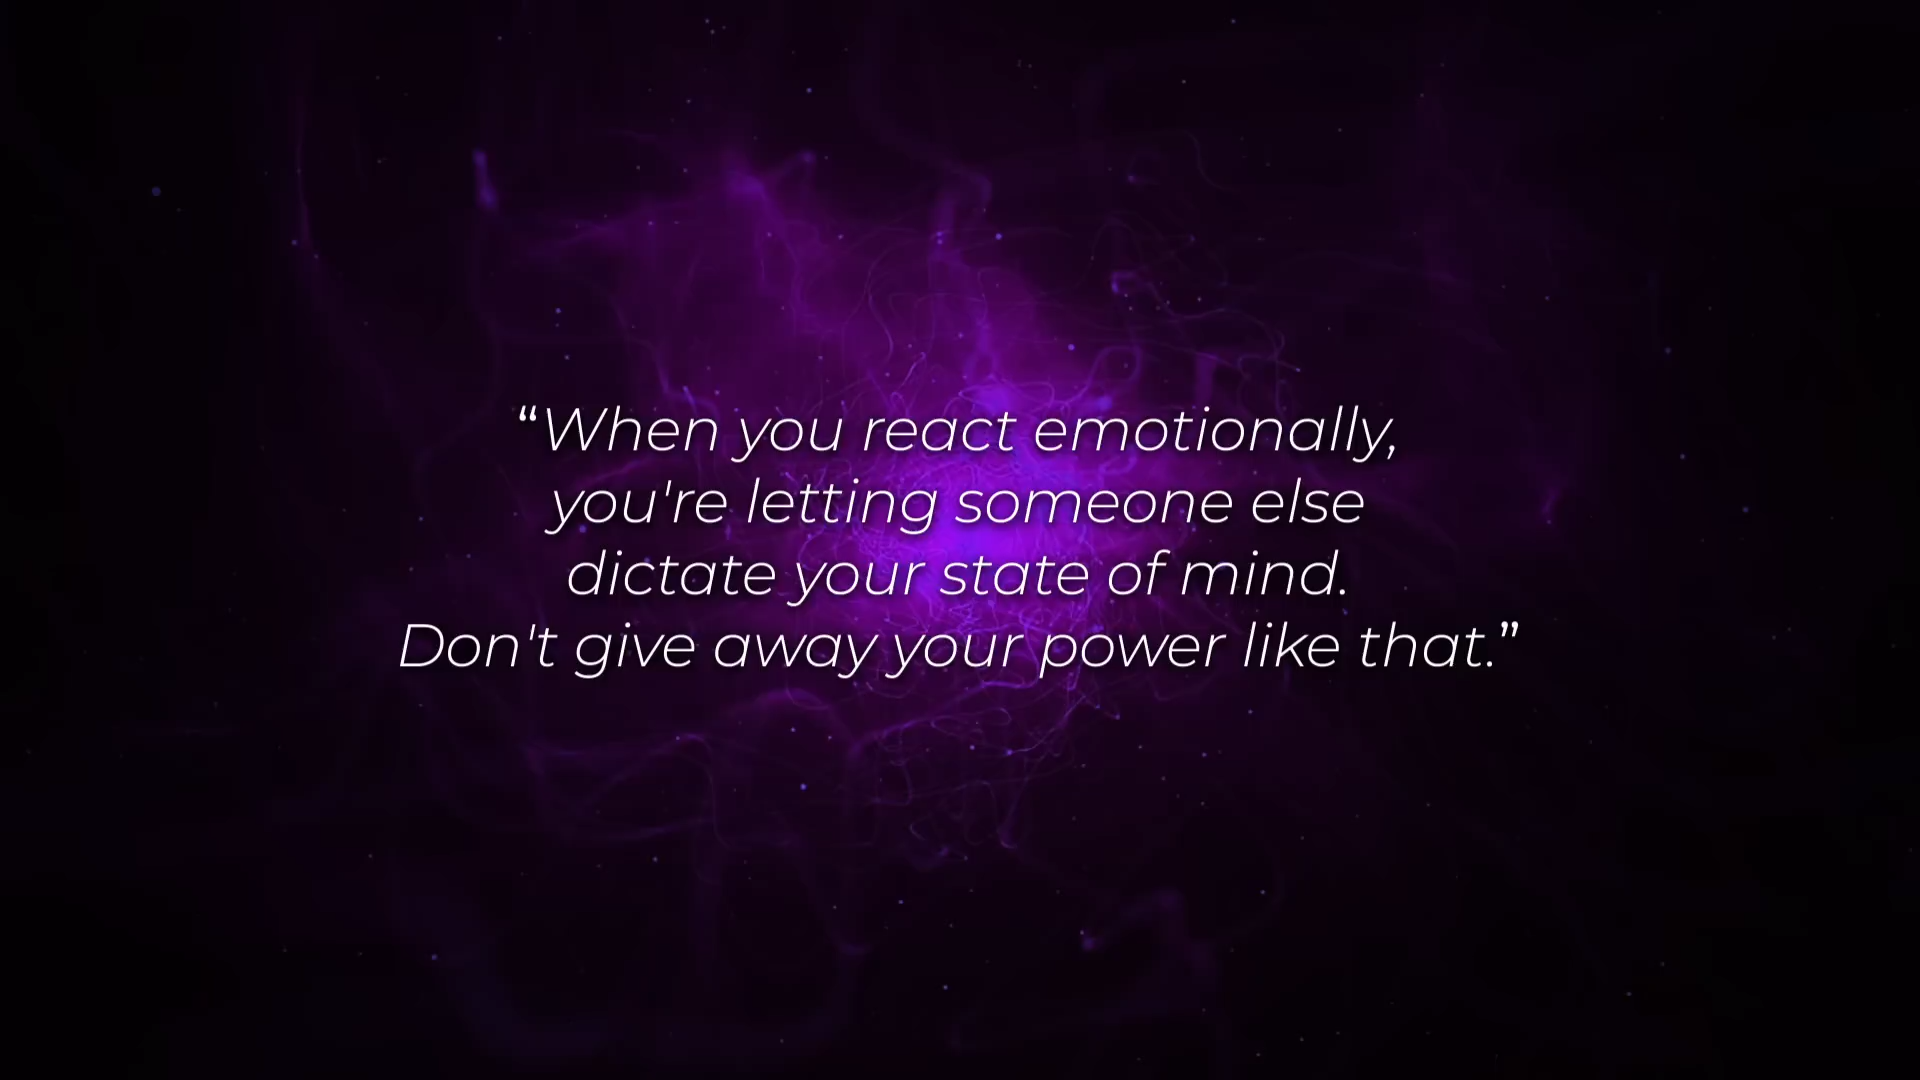 “When you react emotionally,
you're letting someone else
dictate your state of mind.
Don't give away your power like that.”